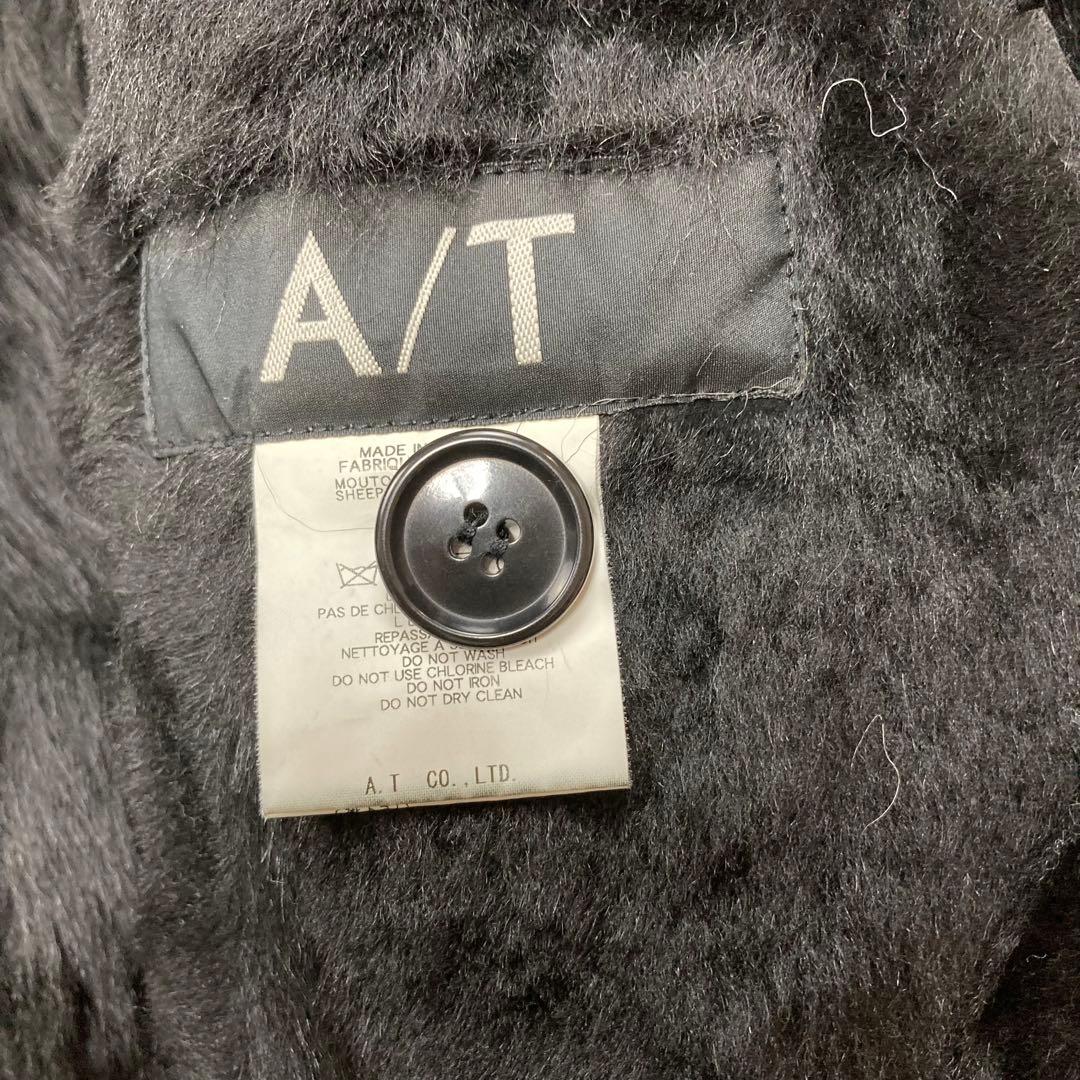 A/T
MADE IN
FABRIQU
MOUTO
SHEEP
PAS DE CHL
REPASSA
NETTOYAGE A S
DO NOT WASH
DO NOT USE CHLORINE BLEACH
DO NOT IRON
DO NOT DRY CLEAN
A.T CO.,LTD.